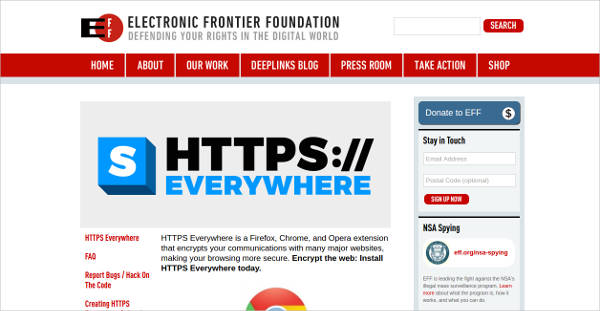 EFF
ELECTRONIC FRONTIER FOUNDATION
DEFENDING YOUR RIGHTS IN THE DIGITAL WORLD
SEARCH
HOME
ABOUT
OUR WORK
DEEPLINKS BLOG
PRESS ROOM
TAKE ACTION
SHOP
S
HTTPS://
EVERYWHERE
HTTPS Everywhere
FAQ
Report Bugs / Hack On
The Code
Creating HTTPS
HTTPS Everywhere is a Firefox, Chrome, and Opera extension
that encrypts your communications with many major websites,
making your browsing more secure. Encrypt the web: Install
HTTPS Everywhere today.
Donate to EFF
$
Stay in Touch
Email Address
Postal Code (optional)
SIGN UP NOW
NSA Spying
eff.org/nsa-spying
EFF is leading the fight against the NSA's
illegal mass surveillance program. Learn
more about what the program is, how it
works, and what you can do.